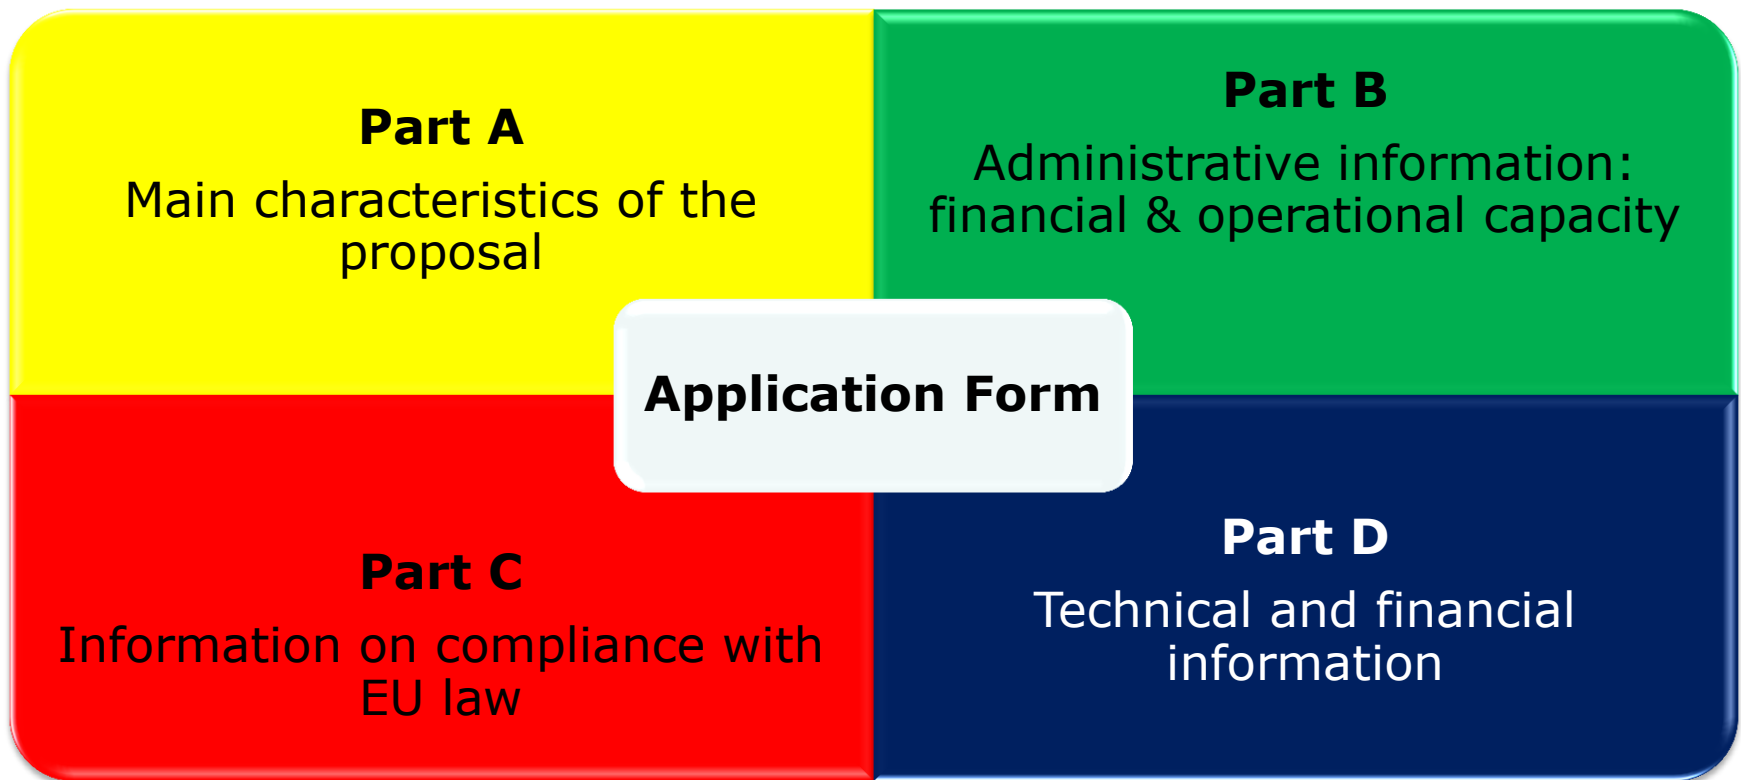 Part A
Main characteristics of the
proposal
Part B
Administrative information:
financial & operational capacity
Application Form
Part C
Information on compliance with
EU law
Part D
Technical and financial
information